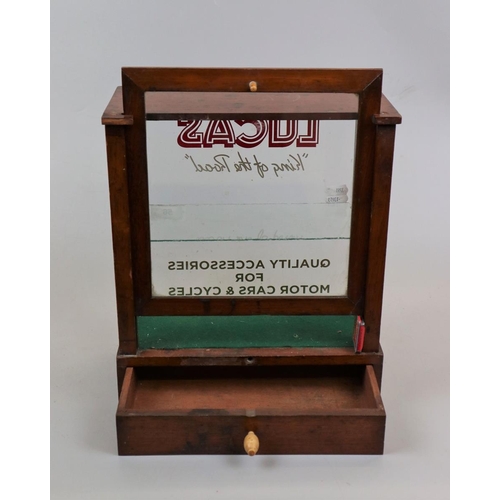 LUCAS
"King of the Road"
QUALITY ACCESSORIES
FOR
MOTOR CARS & CYCLES